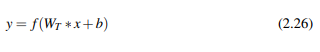 y = f(W_T * x + b) (2.26)